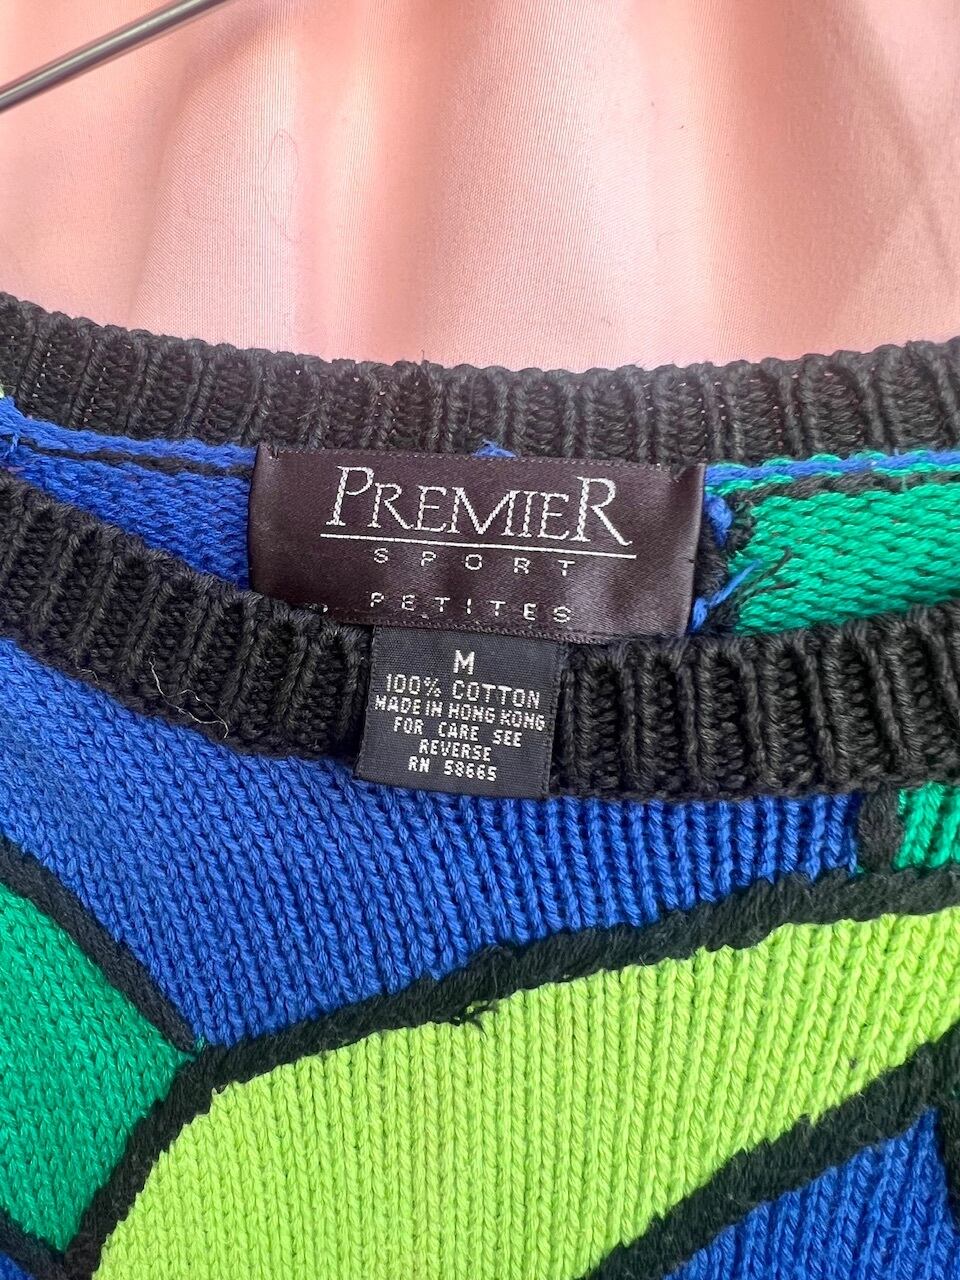 PREMIER
SPORT
PETITES
M
100% COTTON
MADE IN HONG KONG
FOR CARE SEE
REVERSE
RN 58665